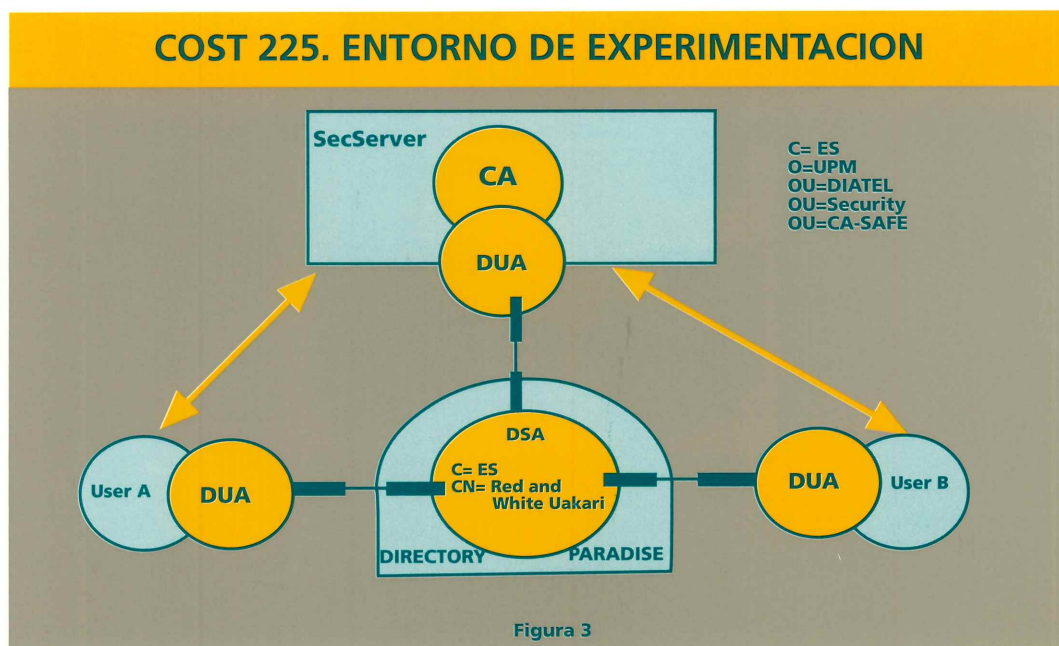 COST 225. ENTORNO DE EXPERIMENTACION
SecServer
CA
DUA
C= ES
O=UPM
OU=DIATEL
OU=Security
OU=CA-SAFE
User A
DUA
DSA
C= ES
CN= Red and
White Uakari
DIRECTORY
PARADISE
DUA
User B
Figura 3